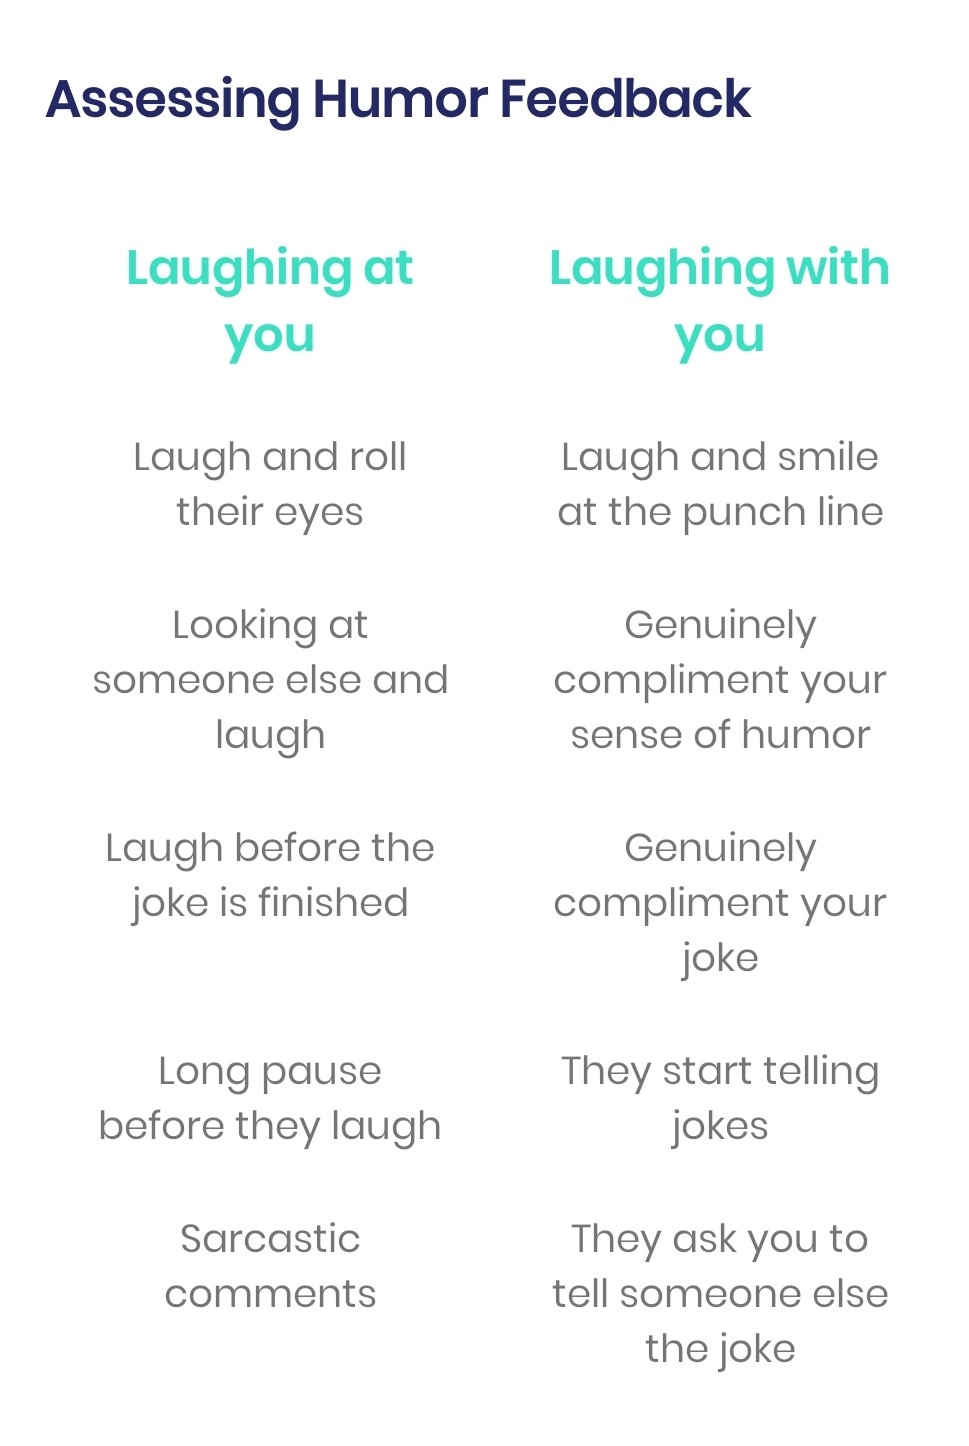 Assessing Humor Feedback
Laughing at
you
Laughing with
you
Laugh and roll
their eyes
Laugh and smile
at the punch line
Looking at
someone else and
laugh
Genuinely
compliment your
sense of humor
Laugh before the
joke is finished
Genuinely
compliment your
joke
Long pause
before they laugh
They start telling
jokes
Sarcastic
comments
They ask you to
tell someone else
the joke